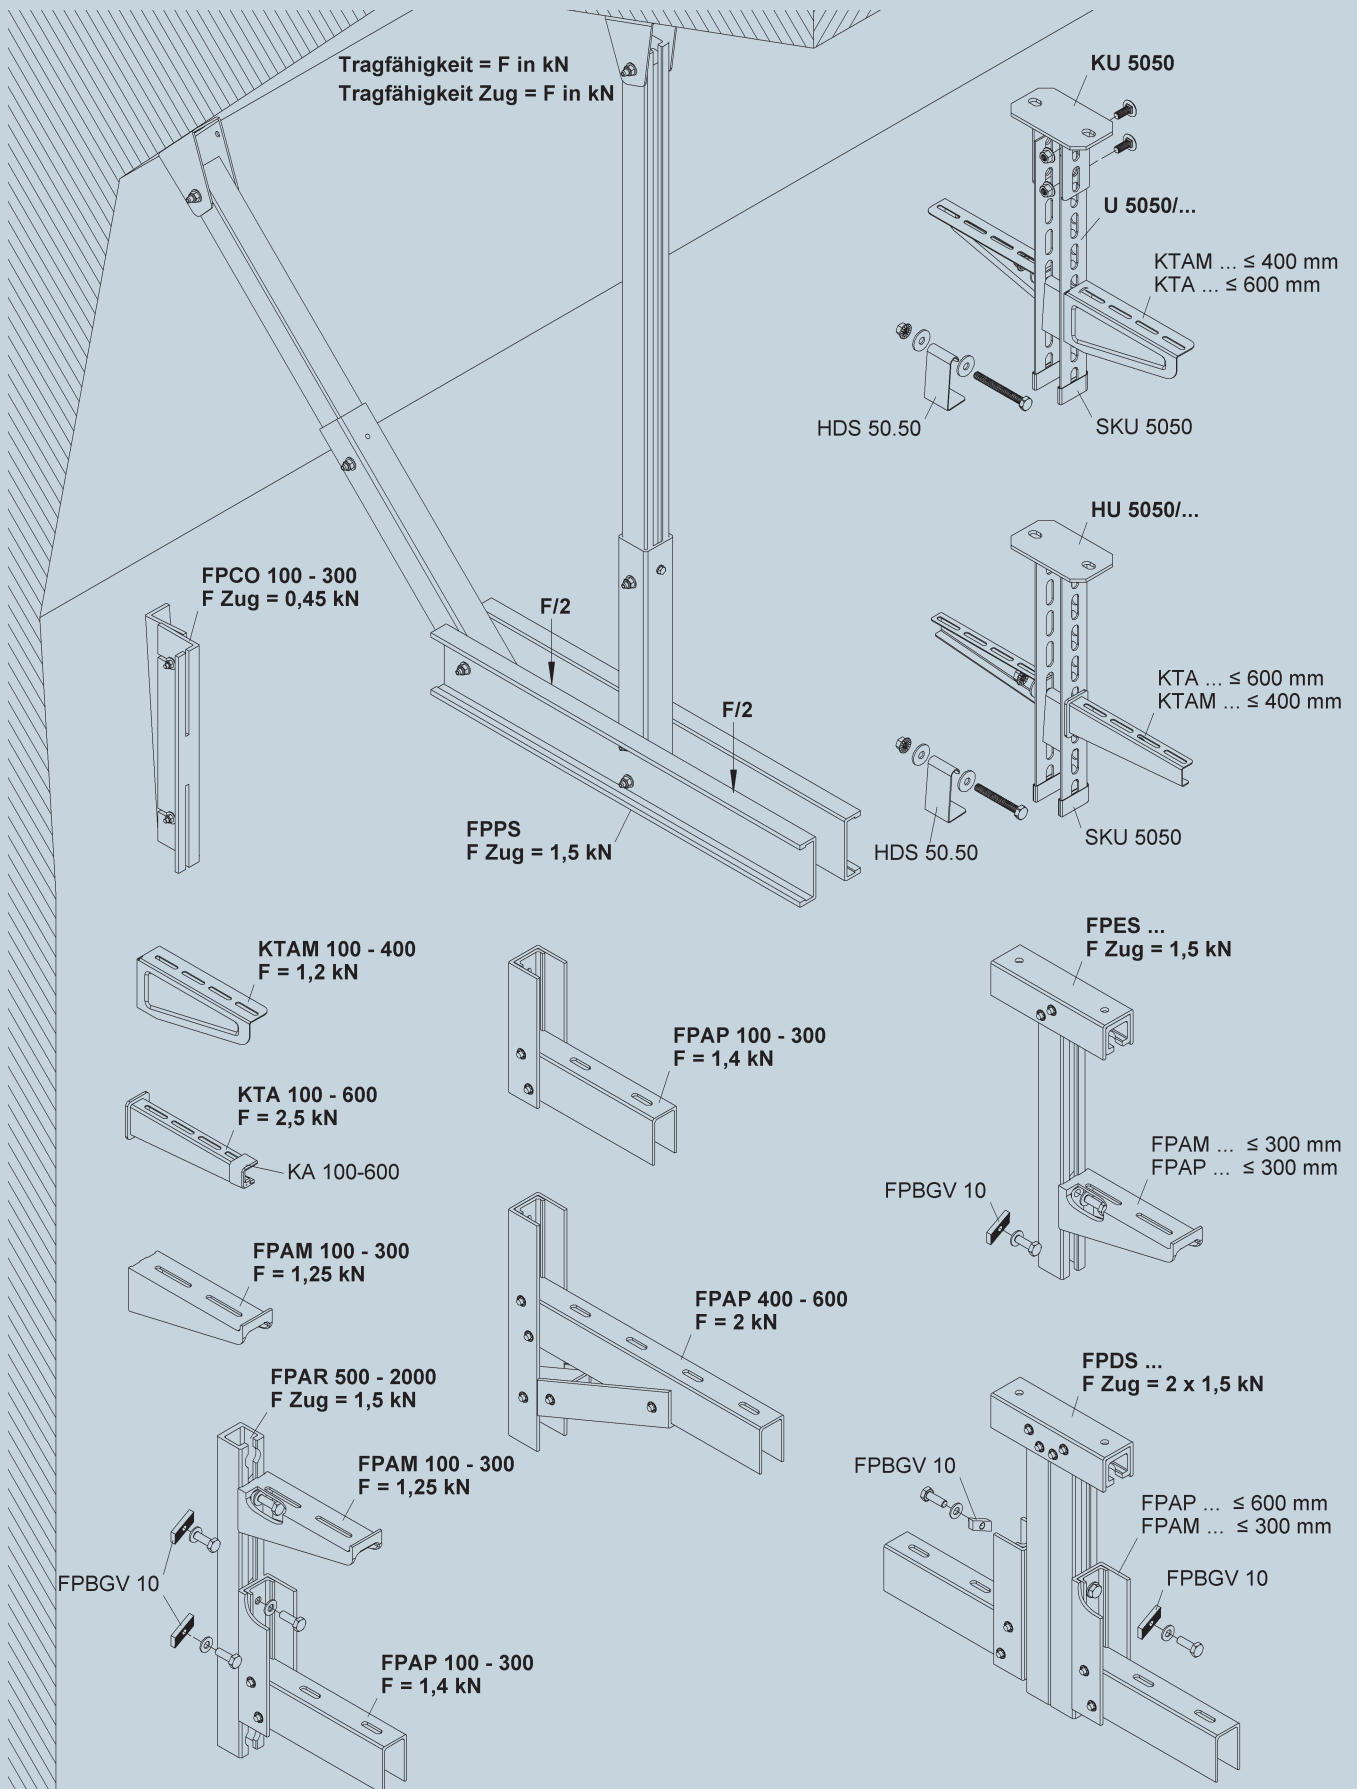 Tragfähigkeit = F in kN
Tragfähigkeit Zug = F in kN
KU 5050
U 5050/...
KTAM ... ≤ 400 mm
KTA ... ≤ 600 mm
HDS 50.50
SKU 5050
HU 5050/...
KTA ... ≤ 600 mm
KTAM ... ≤ 400 mm
HDS 50.50
SKU 5050
FPCO 100 - 300
F Zug = 0,45 kN
F/2
F/2
FPPS
F Zug = 1,5 kN
KTAM 100 - 400
F = 1,2 kN
KTA 100 - 600
F = 2,5 kN
KA 100-600
FPAM 100 - 300
F = 1,25 kN
FPAP 100 - 300
F = 1,4 kN
FPAP 400 - 600
F = 2 kN
FPES ...
F Zug = 1,5 kN
FPAM ... ≤ 300 mm
FPAP ... ≤ 300 mm
FPBGV 10
FPAR 500 - 2000
F Zug = 1,5 kN
FPAM 100 - 300
F = 1,25 kN
FPBGV 10
FPAP 100 - 300
F = 1,4 kN
FPDS ...
F Zug = 2 x 1,5 kN
FPBGV 10
FPAP ... ≤ 600 mm
FPAM ... ≤ 300 mm
FPBGV 10